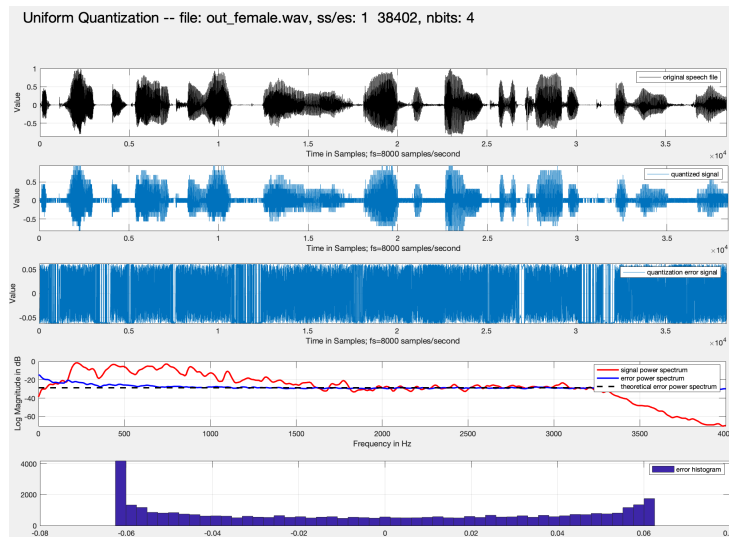 Uniform Quantization -- file: out_female.wav, ss/es: 1 38402, nbits: 4
1
0.5
0
-0.5
Value
original speech file
0 0.5 1 1.5 2 2.5 3 3.5
Time in Samples; fs=8000 samples/second
×10⁴
0.5
0
-0.5
Value
quantized signal
0 0.5 1 1.5 2 2.5 3 3.5
Time in Samples; fs=8000 samples/second
×10⁴
0.05
0
-0.05
Value
quantization error signal
0 0.5 1 1.5 2 2.5 3 3.5
Time in Samples; fs=8000 samples/second
×10⁴
0
-20
-40
-60
Log Magnitude in dB
signal power spectrum
error power spectrum
theoretical error power spectrum
0 500 1000 1500 2000 2500 3000 3500 400
Frequency in Hz
4000
2000
0
error histogram
-0.08 -0.06 -0.04 -0.02 0 0.02 0.04 0.06